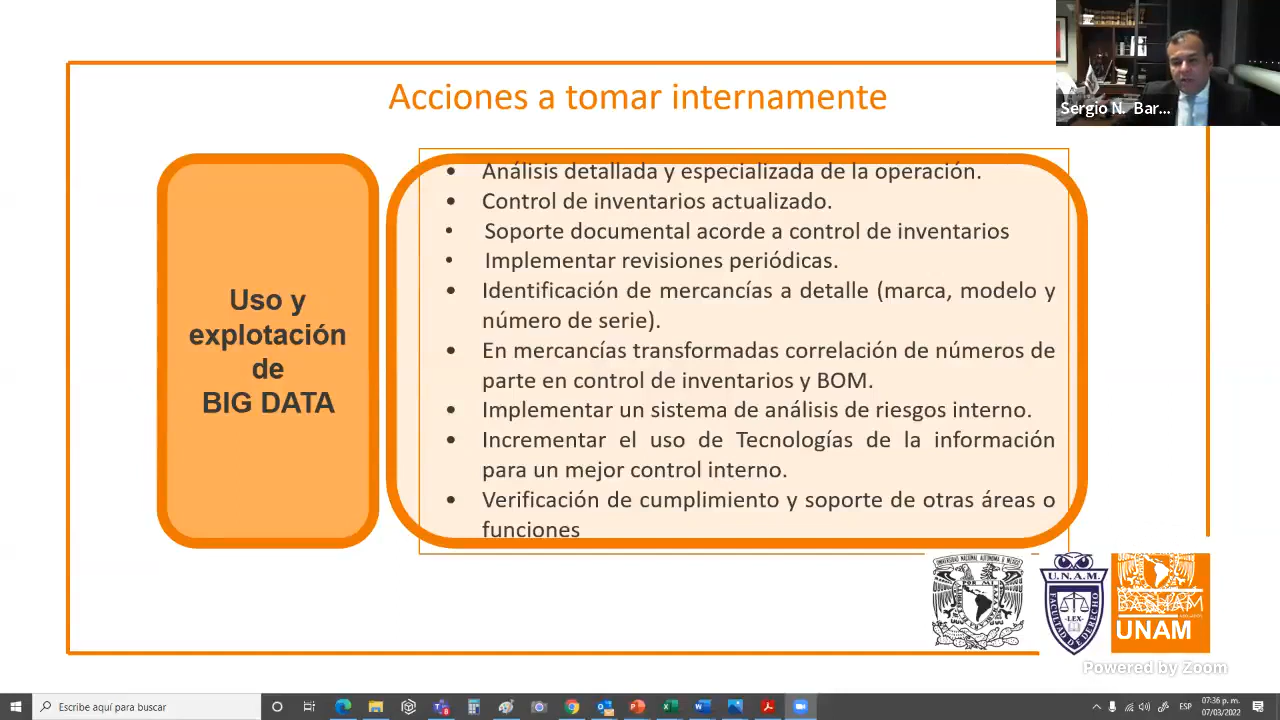 Acciones a tomar internamente
Sergio N. Bar...
Uso y
explotación
de
BIG DATA
• Análisis detallada y especializada de la operación.
• Control de inventarios actualizado.
• Soporte documental acorde a control de inventarios
• Implementar revisiones periódicas.
• Identificación de mercancías a detalle (marca, modelo y
número de serie).
• En mercancías transformadas correlación de números de
parte en control de inventarios y BOM.
• Implementar un sistema de análisis de riesgos interno.
• Incrementar el uso de Tecnologías de la información
para un mejor control interno.
• Verificación de cumplimiento y soporte de otras áreas o
funciones
U.N.A.M.
FACULTAD DE DERECHO
LEX
BASHAM
UNAM
Powered by Zoom
Escribe aquí para buscar
ESP
07:36 p. m.
07/03/2022